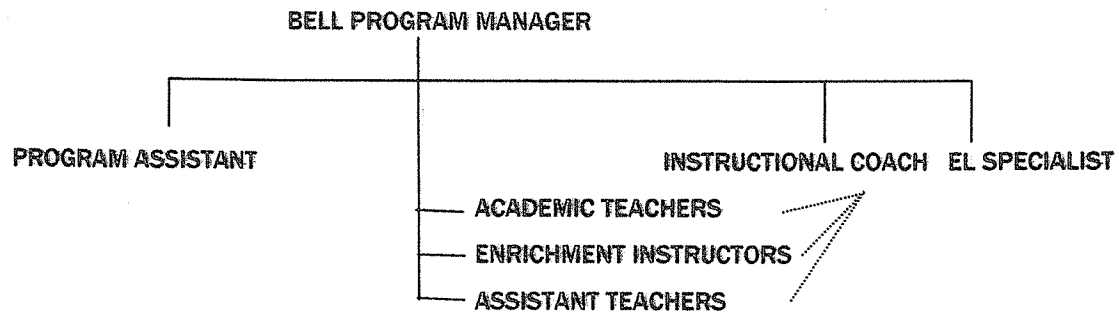 BELL PROGRAM MANAGER
PROGRAM ASSISTANT
INSTRUCTIONAL COACH
EL SPECIALIST
ACADEMIC TEACHERS
ENRICHMENT INSTRUCTORS
ASSISTANT TEACHERS